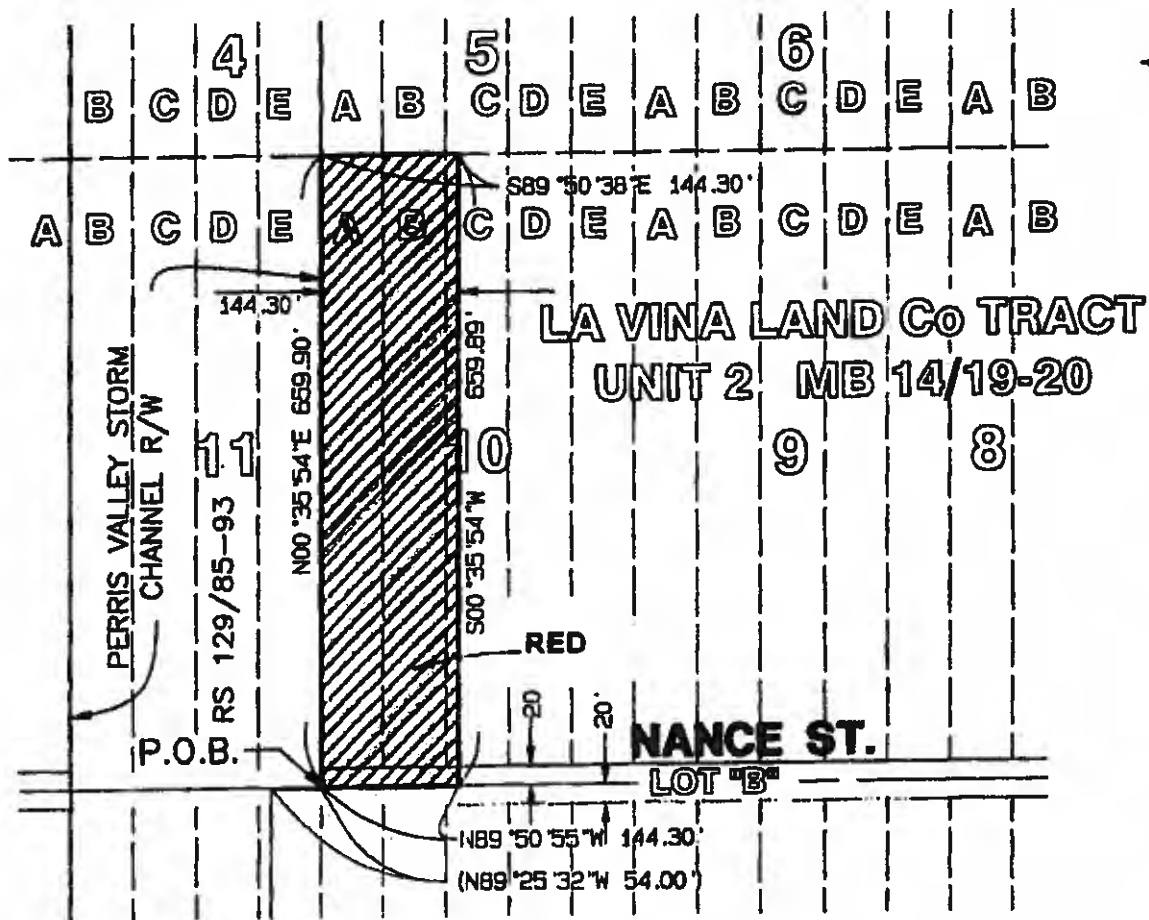 4 5 6
B C D E A B C D E A B C D E A B
S89°50'38"E 144.30'
A B C D E A B C D E A B C D E A B
144.30'
LA VINA LAND Co TRACT
UNIT 2 MB 14/19-20
PERRIS VALLEY STORM
CHANNEL R/W
RS 129/85-93
N00°35'54"E 659.90'
S00°35'54"W 659.89'
11 10 9 8
RED
20 20'
NANCE ST.
P.O.B.
LOT "B"
N89°50'55"W 144.30'
(N89°25'32"W 54.00')